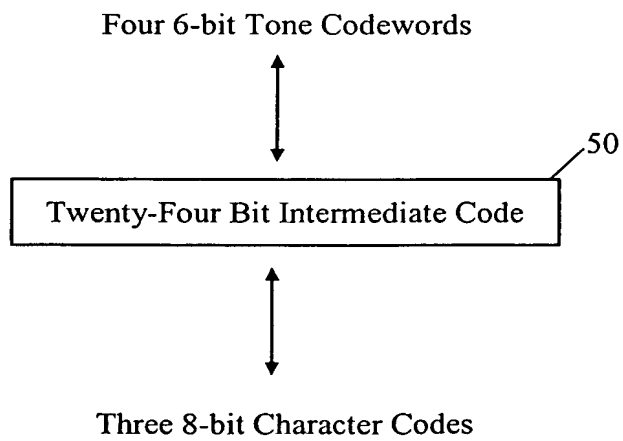 Four 6-bit Tone Codewords
50
Twenty-Four Bit Intermediate Code
Three 8-bit Character Codes